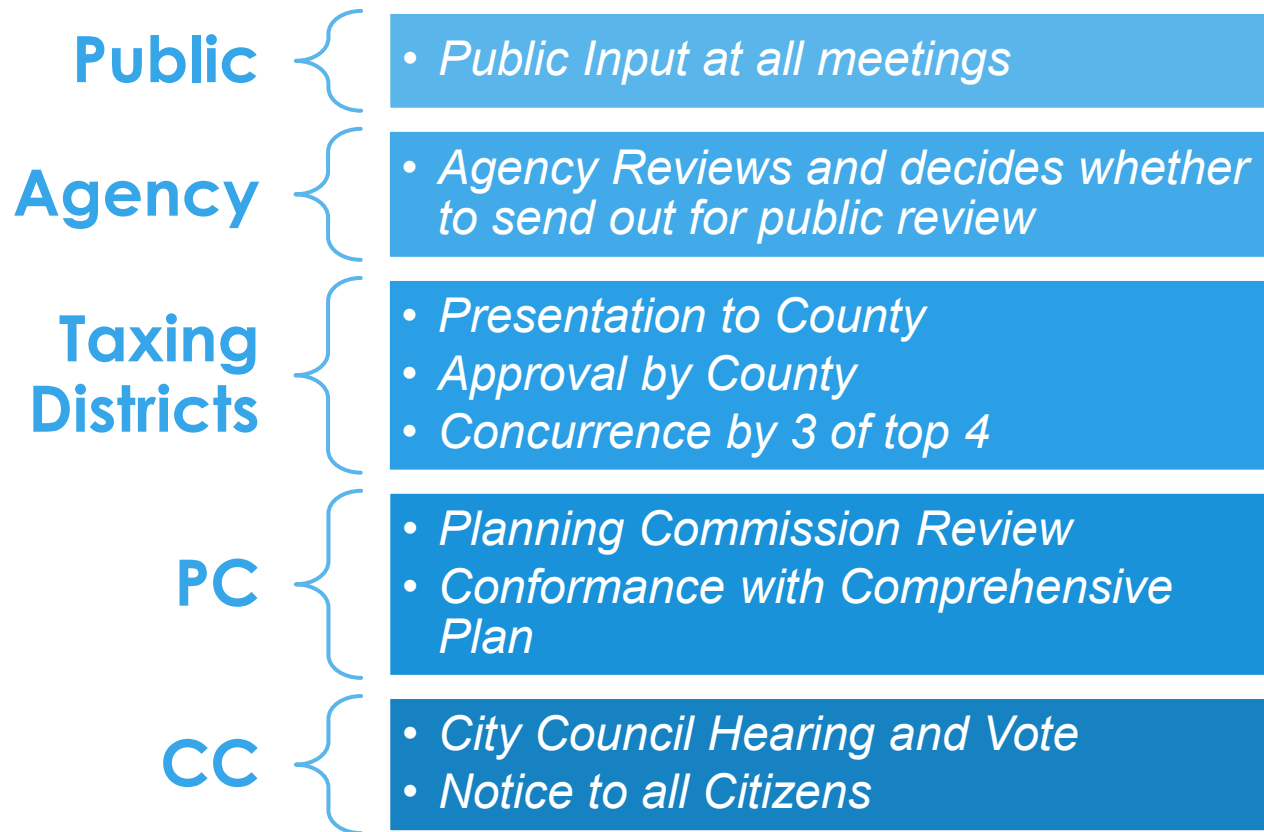 Public
• Public Input at all meetings
Agency
• Agency Reviews and decides whether
to send out for public review
Taxing
Districts
• Presentation to County
• Approval by County
• Concurrence by 3 of top 4
PC
• Planning Commission Review
• Conformance with Comprehensive
Plan
CC
• City Council Hearing and Vote
• Notice to all Citizens